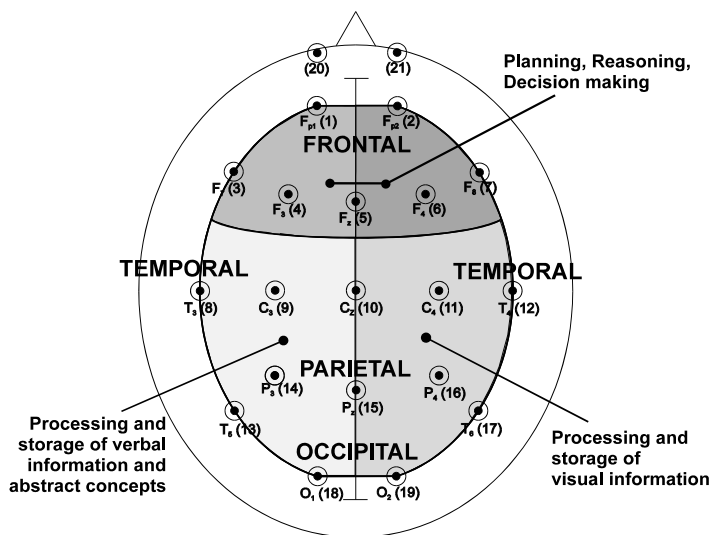 (20)
(21)
Planning, Reasoning,
Decision making
Fp1 (1)
Fp2 (2)
FRONTAL
F7 (3)
F3 (4)
Fz (5)
F4 (6)
F8 (7)
TEMPORAL
TEMPORAL
T3 (8)
C3 (9)
Cz (10)
C4 (11)
T4 (12)
PARIETAL
P3 (14)
Pz (15)
P4 (16)
T5 (13)
T6 (17)
Processing and
storage of verbal
information and
abstract concepts
OCCIPITAL
Processing and
storage of
visual information
O1 (18)
O2 (19)